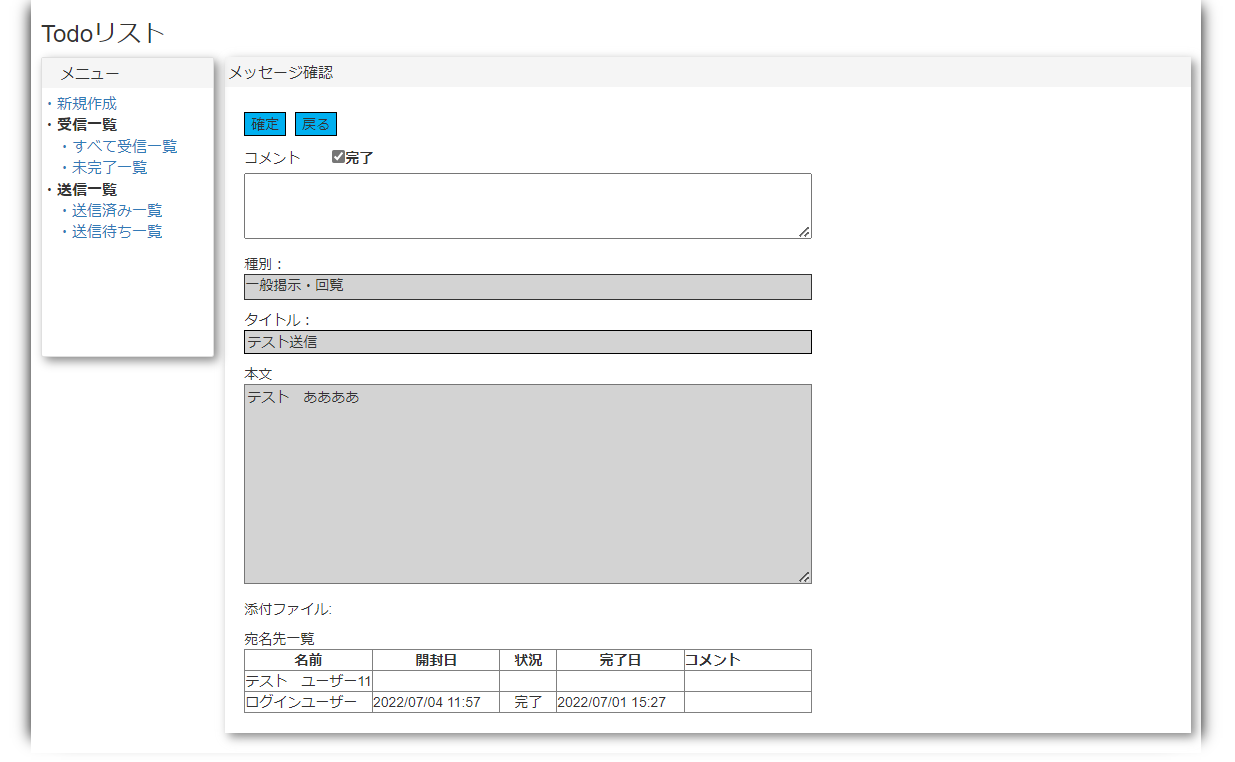 Todoリスト
メニュー
・新規作成
・受信一覧
・すべて受信一覧
・未完了一覧
・送信一覧
・送信済み一覧
・送信待ち一覧
メッセージ確認
確定 戻る
コメント 完了
種別：
一般掲示・回覧
タイトル：
テスト送信
本文
テスト　ああああ
添付ファイル:
宛名先一覧
名前 開封日 状況 完了日 コメント
テスト　ユーザー11
ログインユーザー 2022/07/04 11:57 完了 2022/07/01 15:27